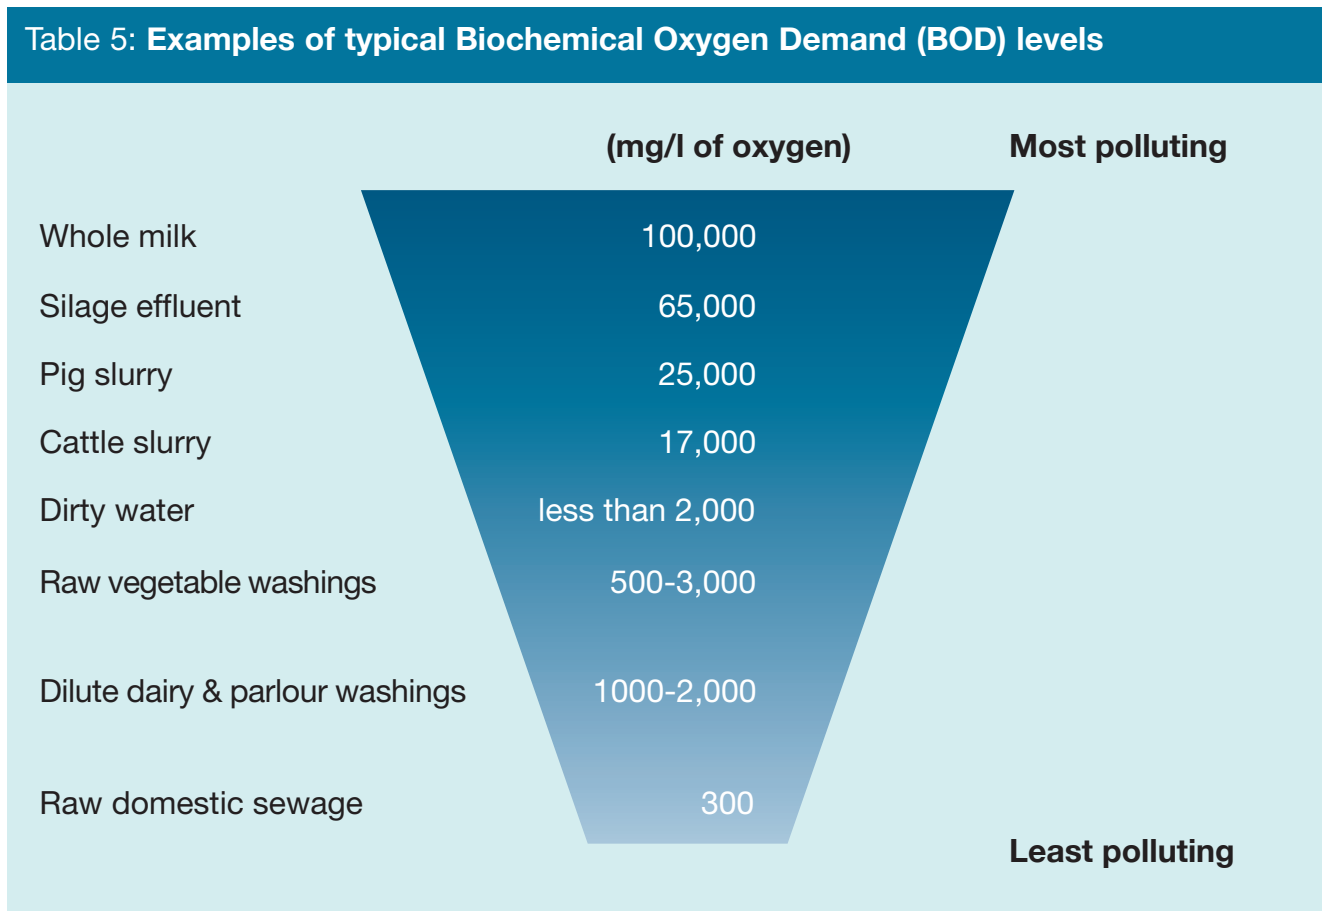 Table 5: Examples of typical Biochemical Oxygen Demand (BOD) levels
(mg/l of oxygen) Most polluting
Whole milk 100,000
Silage effluent 65,000
Pig slurry 25,000
Cattle slurry 17,000
Dirty water less than 2,000
Raw vegetable washings 500-3,000
Dilute dairy & parlour washings 1000-2,000
Raw domestic sewage 300
Least polluting